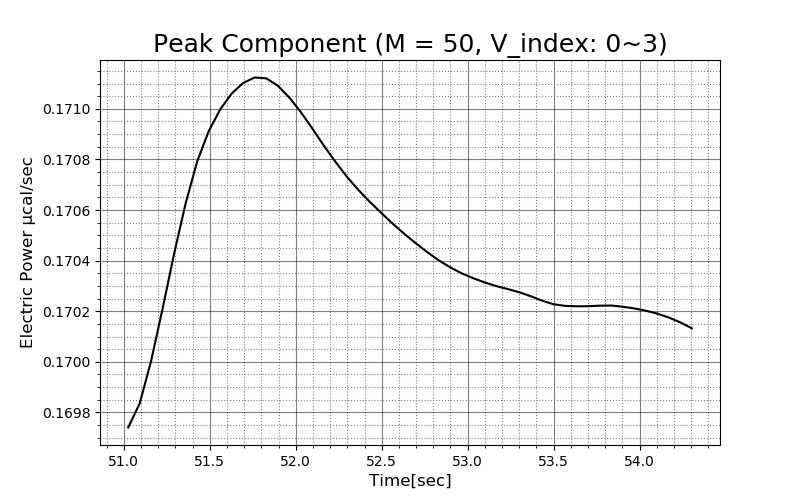 Peak Component (M = 50, V_index: 0~3)
Electric Power μcal/sec
0.1710
0.1708
0.1706
0.1704
0.1702
0.1700
0.1698
51.0 51.5 52.0 52.5 53.0 53.5 54.0
Time[sec]